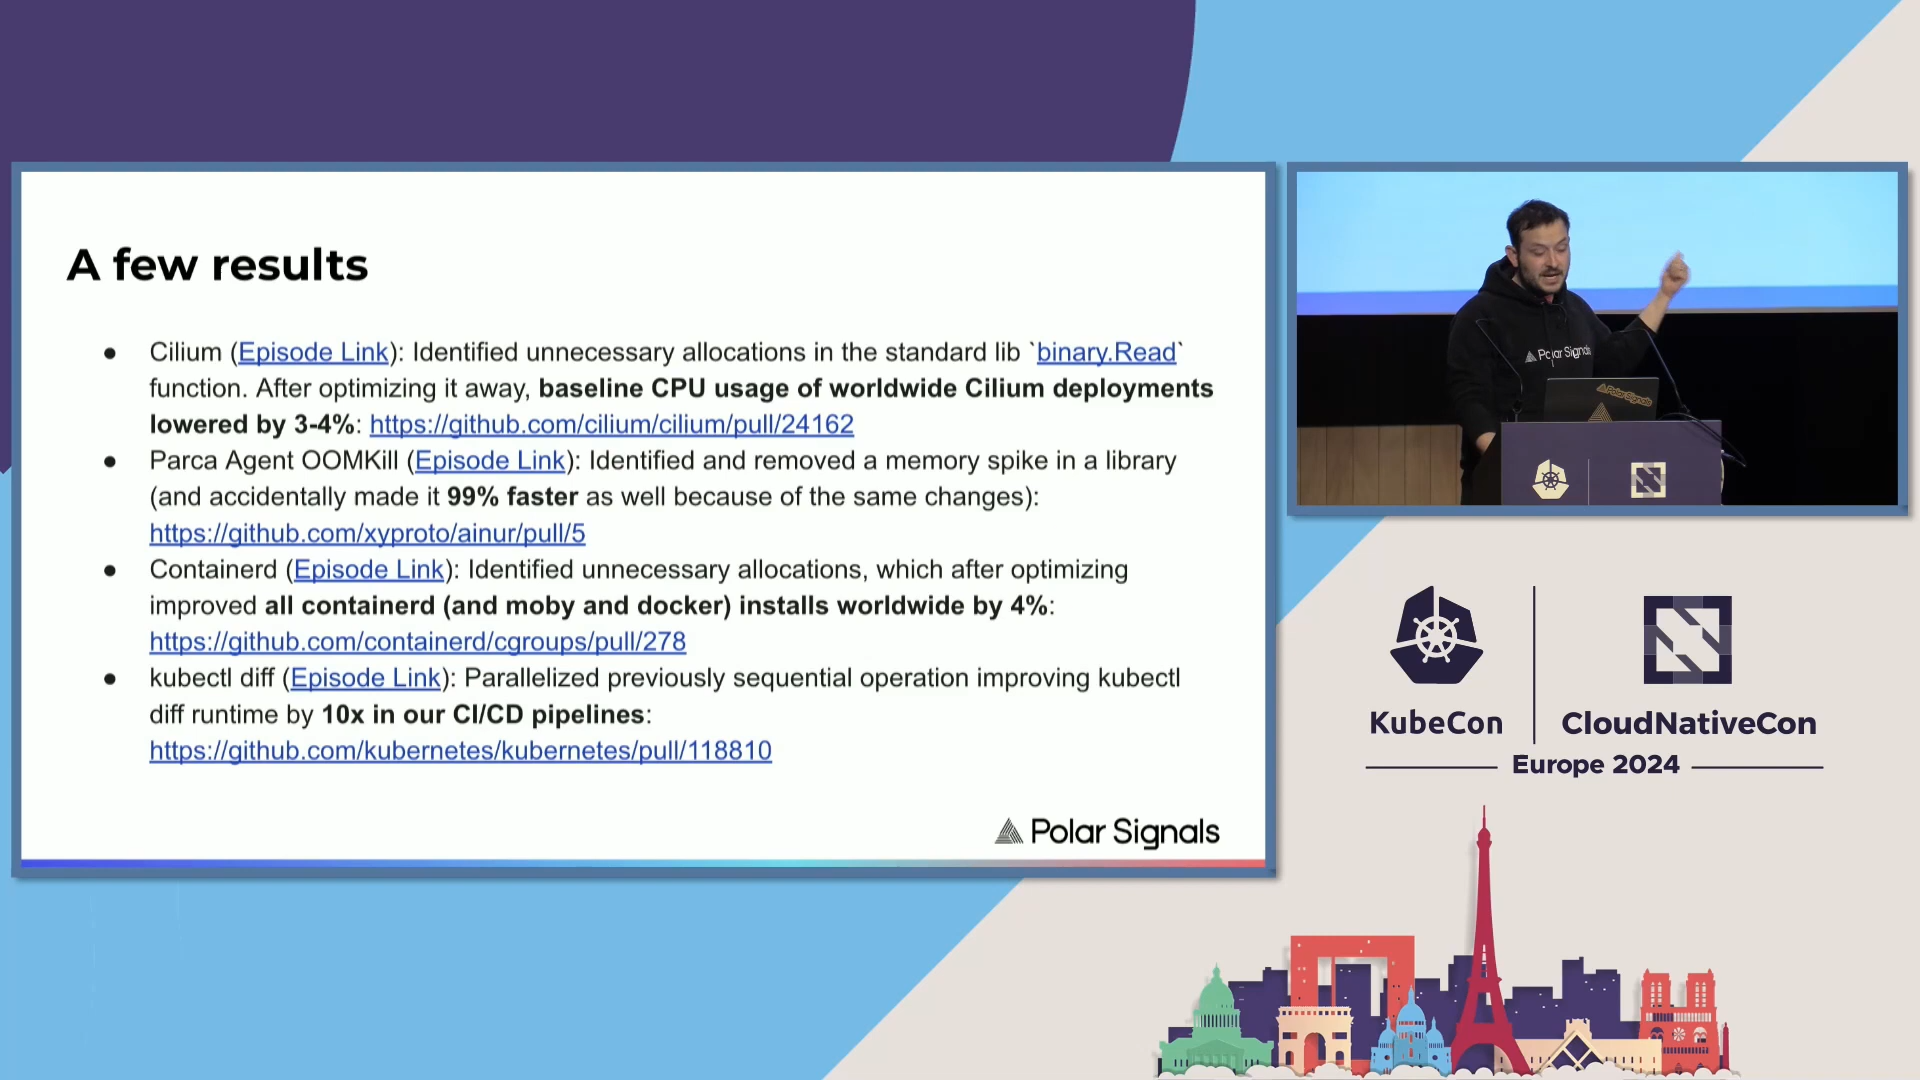 A few results
● Cilium (Episode Link): Identified unnecessary allocations in the standard lib `binary.Read`
function. After optimizing it away, baseline CPU usage of worldwide Cilium deployments
lowered by 3-4%: https://github.com/cilium/cilium/pull/24162
● Parca Agent OOMKill (Episode Link): Identified and removed a memory spike in a library
(and accidentally made it 99% faster as well because of the same changes):
https://github.com/xyproto/ainur/pull/5
● Containerd (Episode Link): Identified unnecessary allocations, which after optimizing
improved all containerd (and moby and docker) installs worldwide by 4%:
https://github.com/containerd/cgroups/pull/278
● kubectl diff (Episode Link): Parallelized previously sequential operation improving kubectl
diff runtime by 10x in our CI/CD pipelines:
https://github.com/kubernetes/kubernetes/pull/118810
Polar Signals
Polar Signals
Polar Signals
KubeCon
CloudNativeCon
Europe 2024